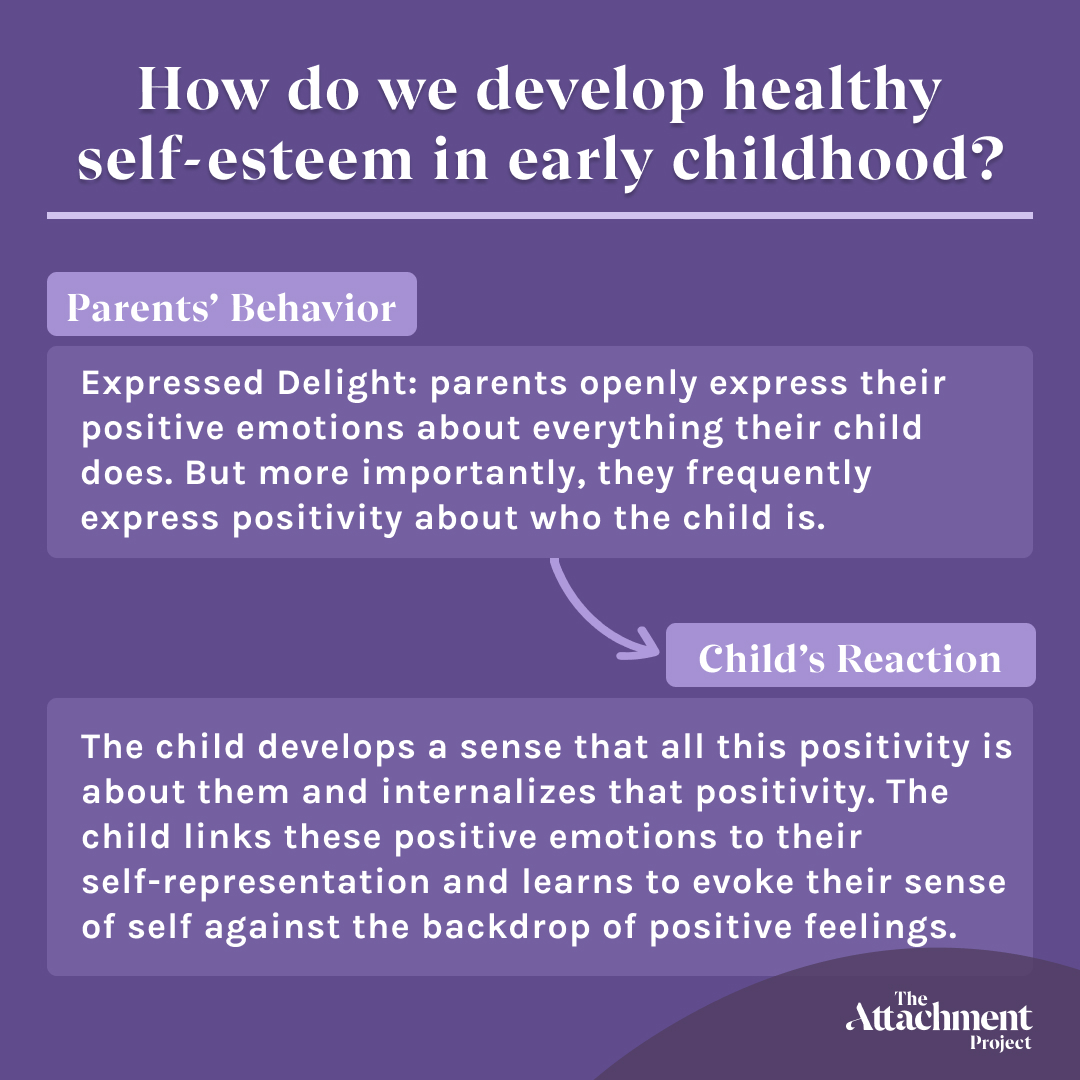 How do we develop healthy
self-esteem in early childhood?
Parents’ Behavior
Expressed Delight: parents openly express their
positive emotions about everything their child
does. But more importantly, they frequently
express positivity about who the child is.
Child’s Reaction
The child develops a sense that all this positivity is
about them and internalizes that positivity. The
child links these positive emotions to their
self-representation and learns to evoke their sense
of self against the backdrop of positive feelings.
The
Attachment
Project